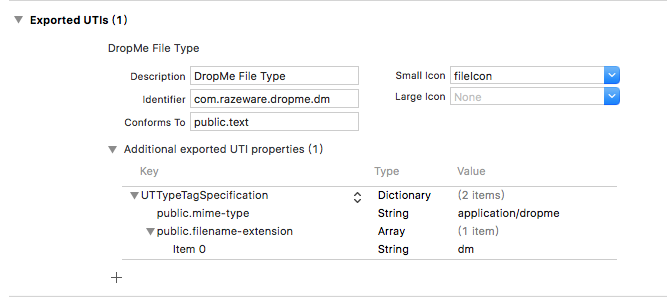 Exported UTIs (1)
DropMe File Type
Description DropMe File Type Small Icon fileIcon
Identifier com.razeware.dropme.dm Large Icon None
Conforms To public.text
Additional exported UTI properties (1)
Key Type Value
UTTypeTagSpecification Dictionary (2 items)
public.mime-type String application/dropme
public.filename-extension Array (1 item)
Item 0 String dm